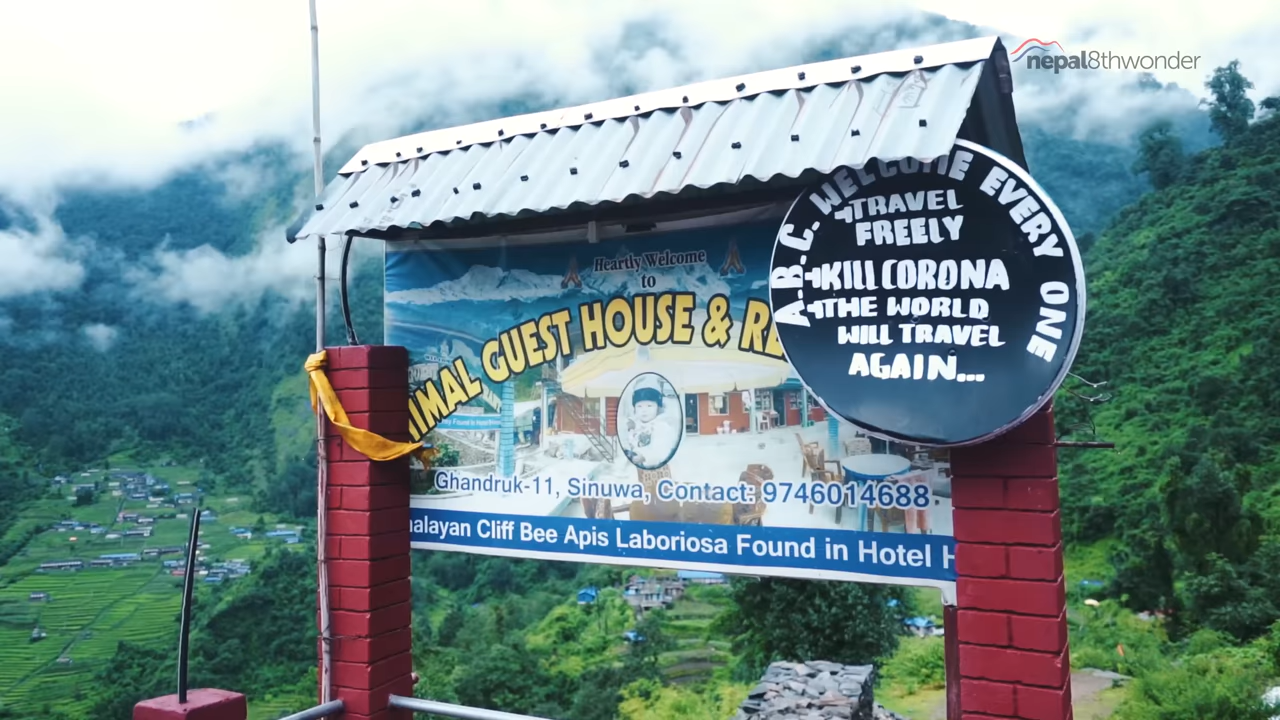 nepal8thwonder
A.B.C. WELCOME EVERY ONE
TRAVEL
FREELY
KILL CORONA
THE WORLD
WILL TRAVEL
AGAIN...
Heartly Welcome
to
GUEST HOUSE & 
Ghandruk-11, Sinuwa, Contact: 9746014688
Cliff Bee Apis Laboriosa Found in Hotel